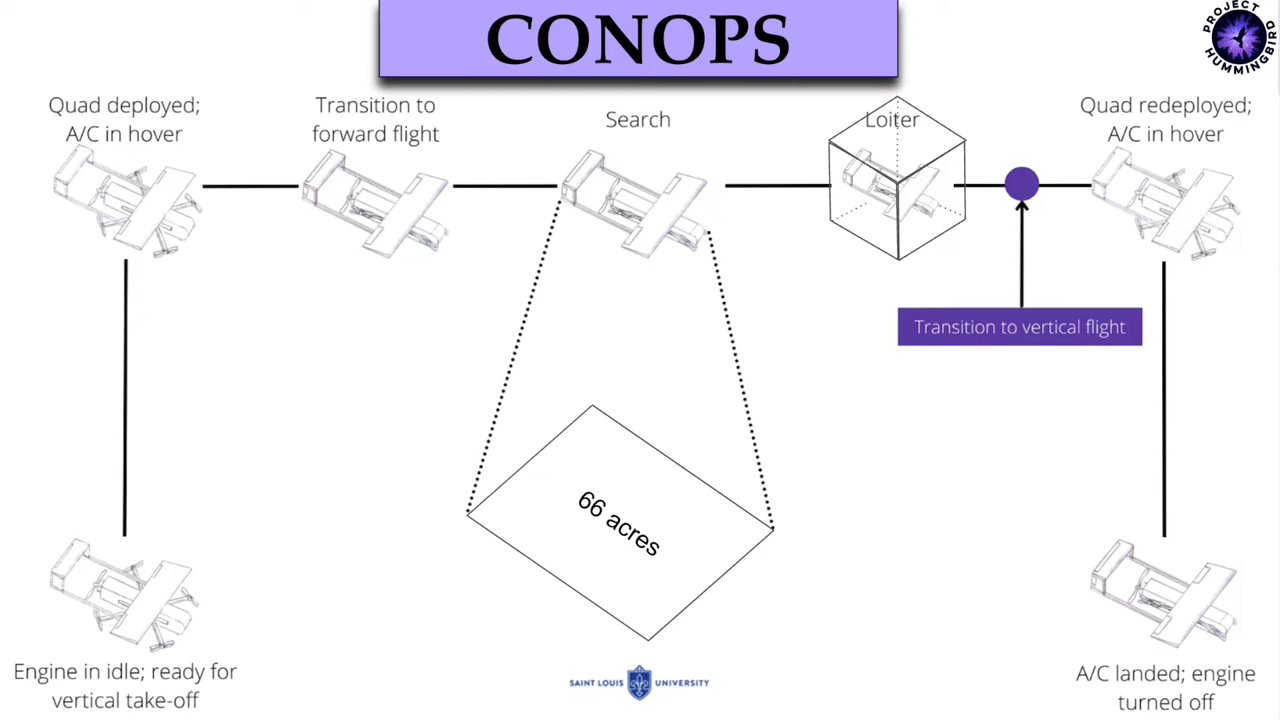 CONOPS
PROJECT
HUMMINGBIRD
Quad deployed;
A/C in hover
Transition to
forward flight
Search
Loiter
Quad redeployed;
A/C in hover
Transition to vertical flight
66 acres
Engine in idle; ready for
vertical take-off
SAINT LOUIS UNIVERSITY
A/C landed; engine
turned off